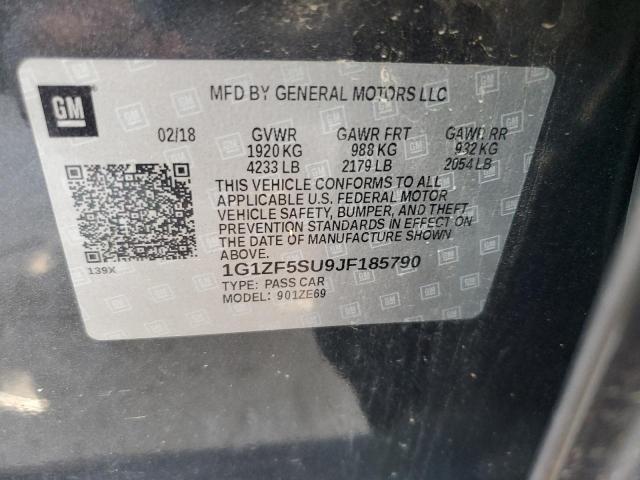 GM
MFD BY GENERAL MOTORS LLC
02/18 GVWR GAWR FRT GAWR RR
1920 KG 988 KG 932 KG
4233 LB 2179 LB 2054 LB
THIS VEHICLE CONFORMS TO ALL
APPLICABLE U.S. FEDERAL MOTOR
VEHICLE SAFETY, BUMPER, AND THEFT
PREVENTION STANDARDS IN EFFECT ON
THE DATE OF MANUFACTURE SHOWN
ABOVE.
139X
1G1ZF5SU9JF185790
TYPE: PASS CAR
MODEL: 901ZE69